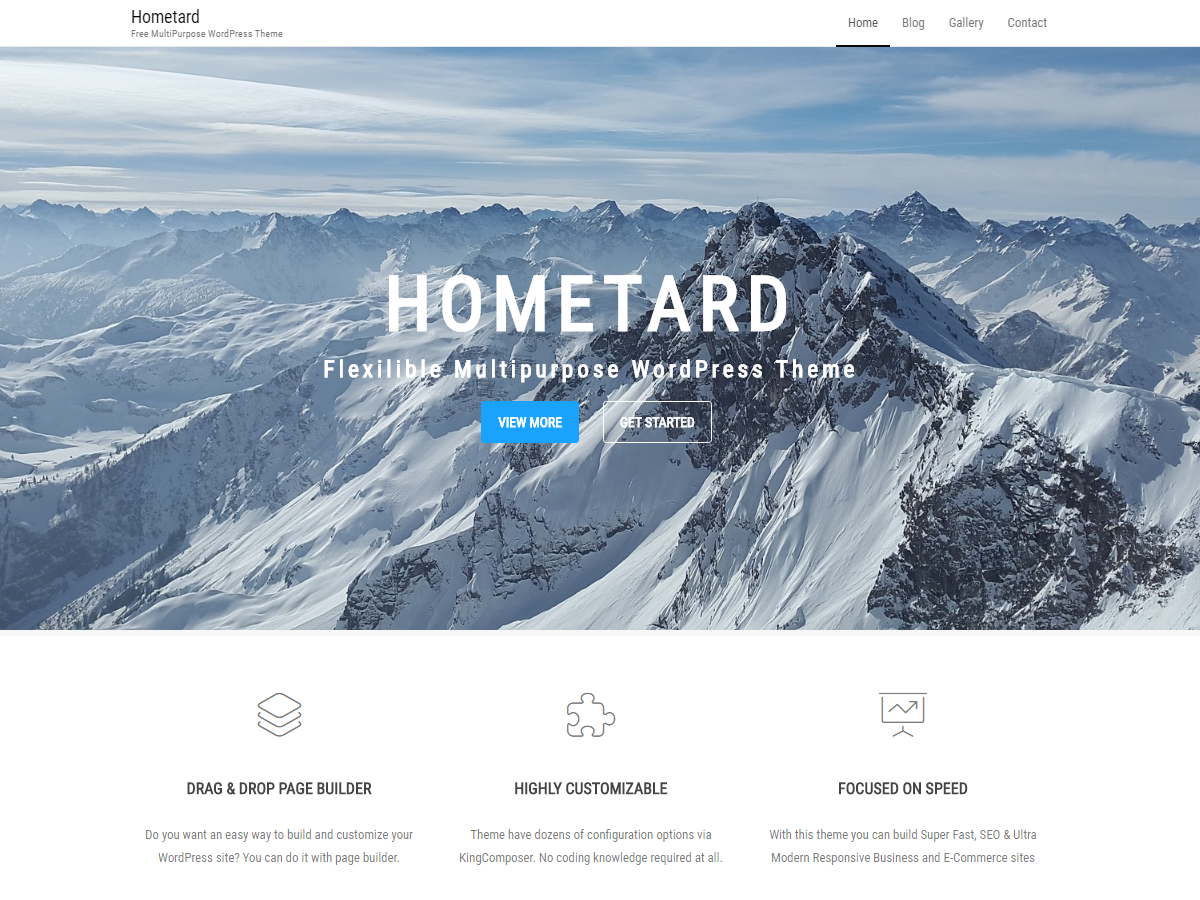 Hometard
Free MultiPurpose WordPress Theme
Home Blog Gallery Contact
HOMETARD
Flexilible Multipurpose WordPress Theme
VIEW MORE GET STARTED
DRAG & DROP PAGE BUILDER
Do you want an easy way to build and customize your
WordPress site? You can do it with page builder.
HIGHLY CUSTOMIZABLE
Theme have dozens of configuration options via
KingComposer. No coding knowledge required at all.
FOCUSED ON SPEED
With this theme you can build Super Fast, SEO & Ultra
Modern Responsive Business and E-Commerce sites